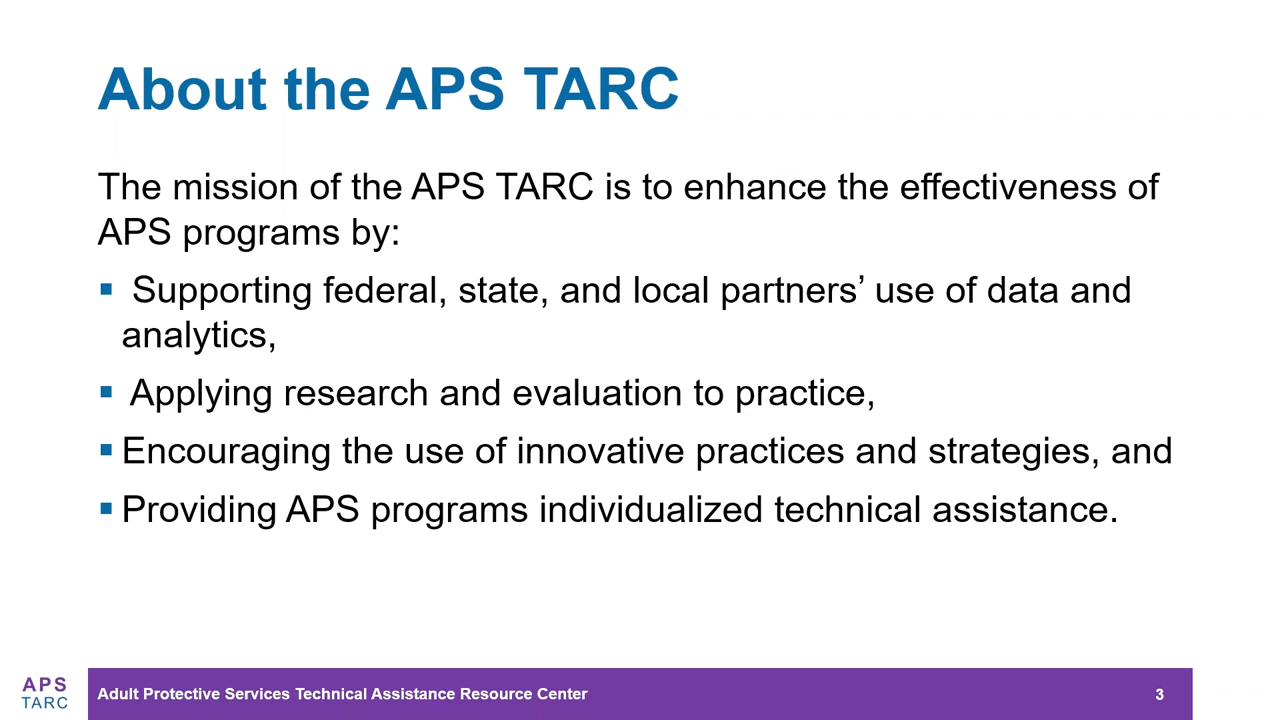 About the APS TARC
The mission of the APS TARC is to enhance the effectiveness of
APS programs by:
▪ Supporting federal, state, and local partners’ use of data and
analytics,
▪ Applying research and evaluation to practice,
▪ Encouraging the use of innovative practices and strategies, and
▪ Providing APS programs individualized technical assistance.
APS
TARC
Adult Protective Services Technical Assistance Resource Center
3